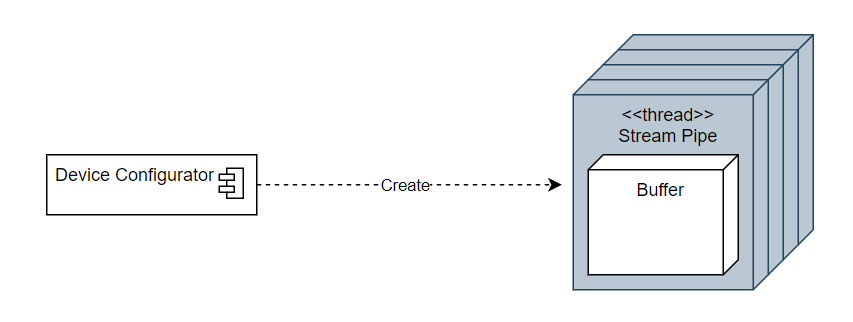 Device Configurator
Create
<<thread>>
Stream Pipe
Buffer